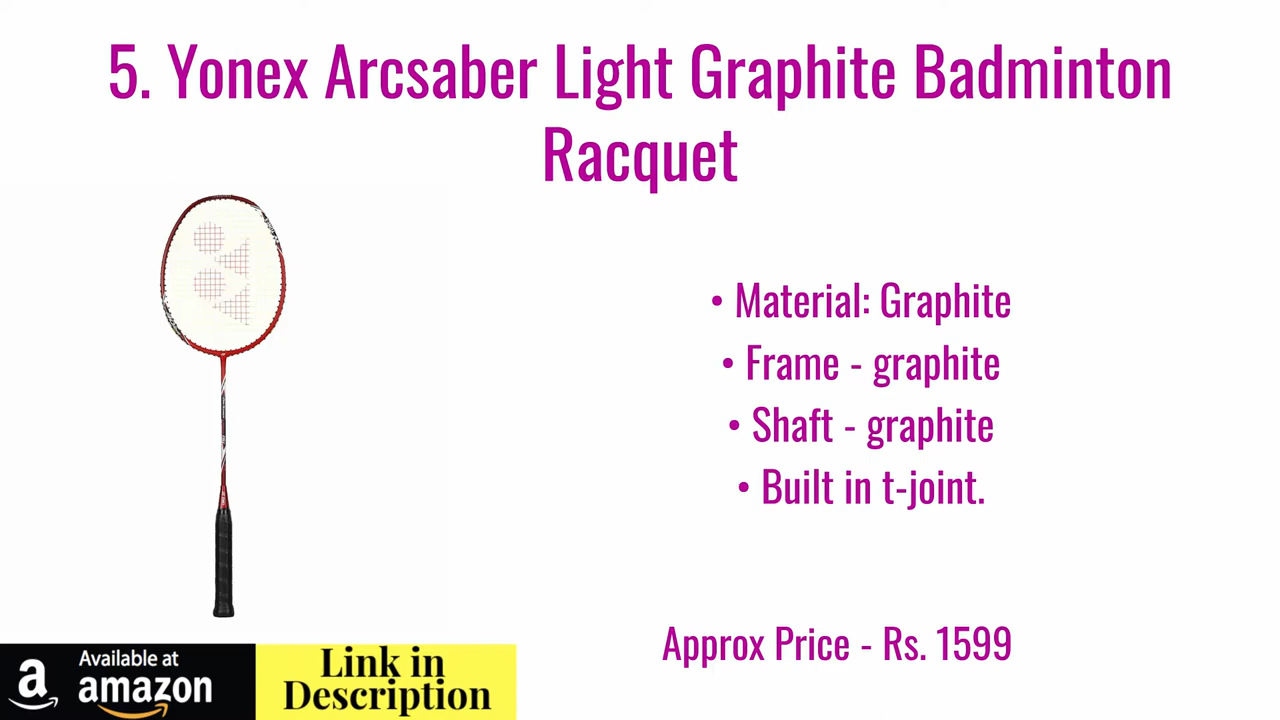 5. Yonex Arcsaber Light Graphite Badminton
Racquet
• Material: Graphite
• Frame - graphite
• Shaft - graphite
• Built in t-joint.
Approx Price - Rs. 1599
Available at
amazon
Link in
Description